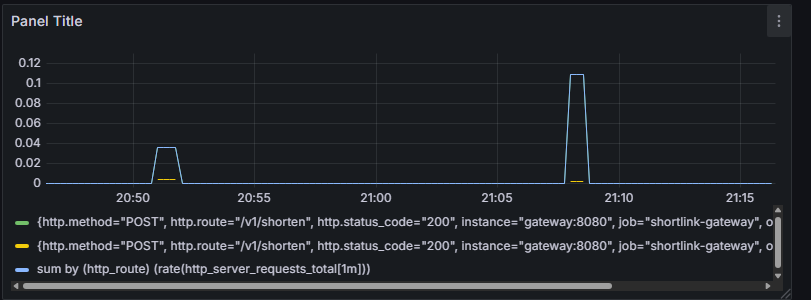 Panel Title
0.12
0.1
0.08
0.06
0.04
0.02
0
20:50 20:55 21:00 21:05 21:10 21:15
{http.method="POST", http.route="/v1/shorten", http.status_code="200", instance="gateway:8080", job="shortlink-gateway", o
{http.method="POST", http.route="/v1/shorten", http.status_code="200", instance="gateway:8080", job="shortlink-gateway", o
sum by (http_route) (rate(http_server_requests_total[1m]))